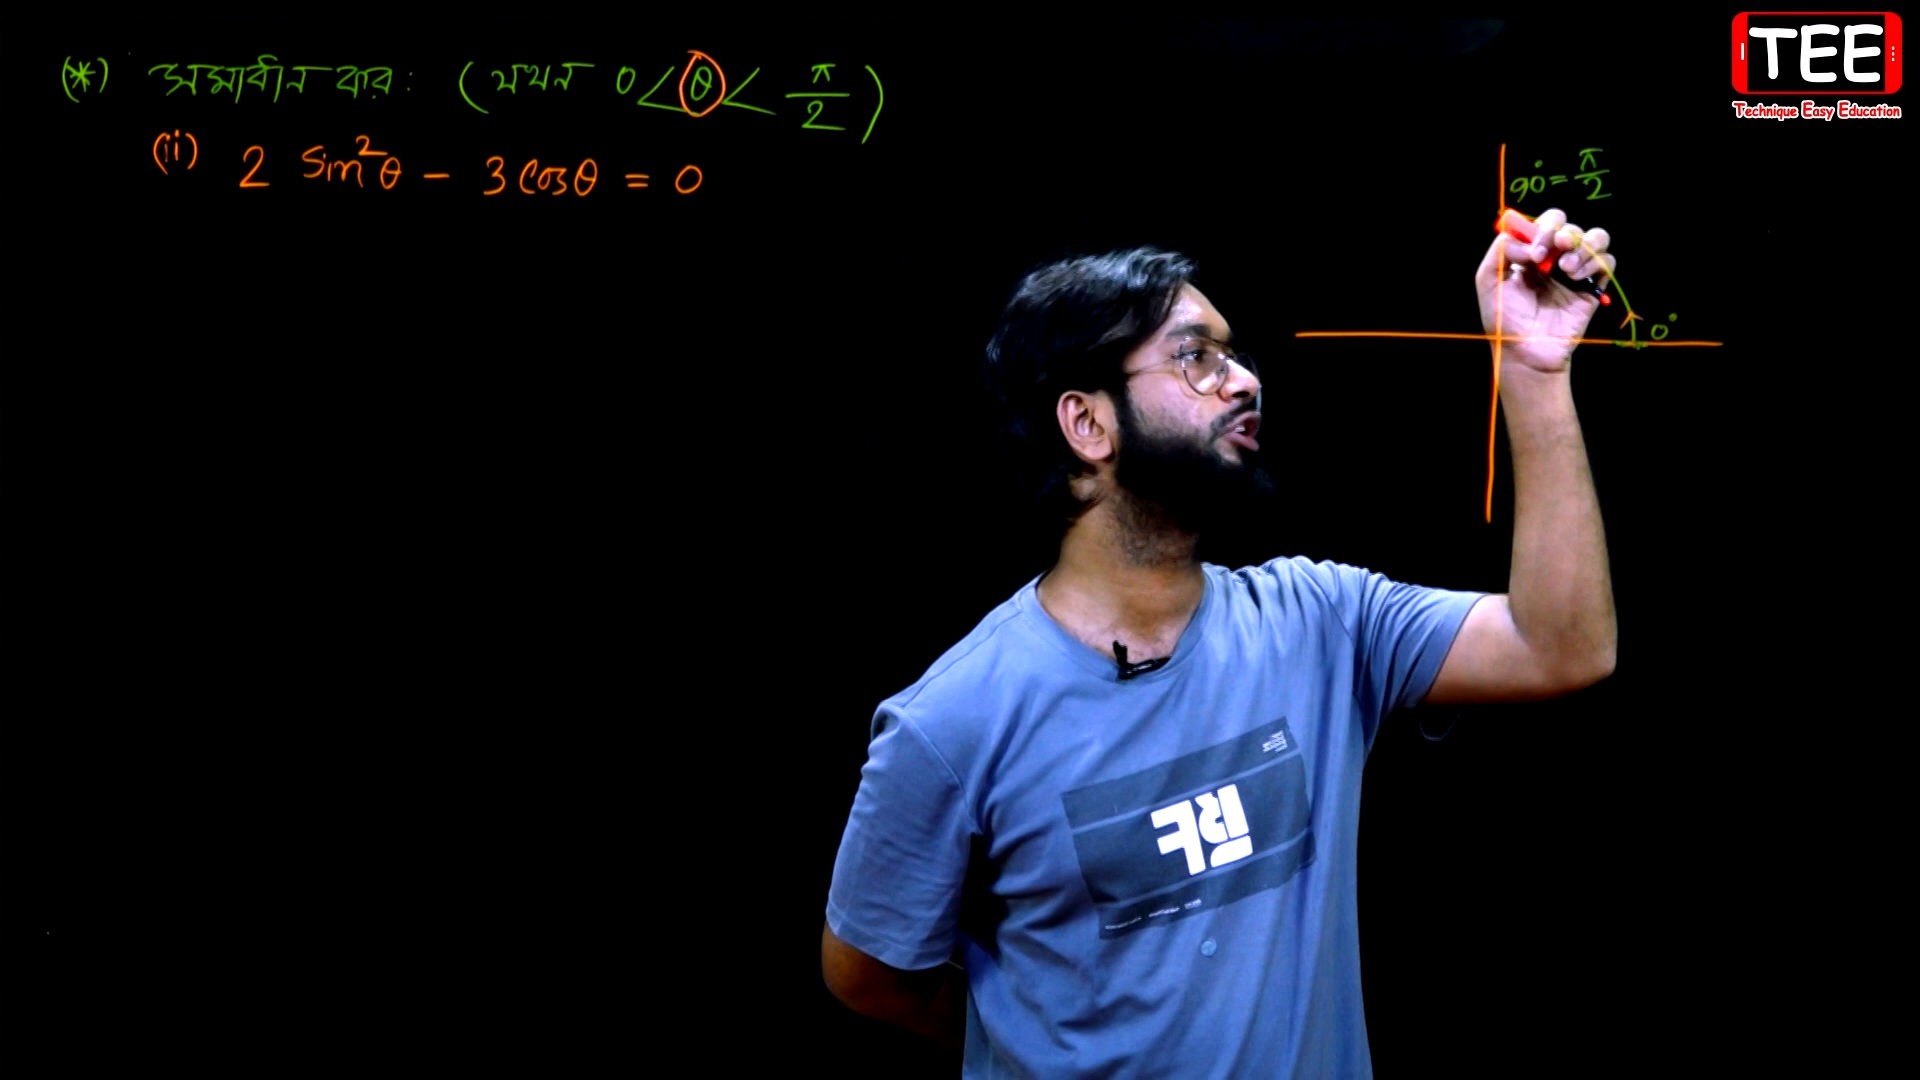 (*) সমাধান কর: (যখন 0 < θ < π/2)
(ii) 2 Sin²θ - 3 Cosθ = 0
TEE
Technique Easy Education
90° = π/2
0°